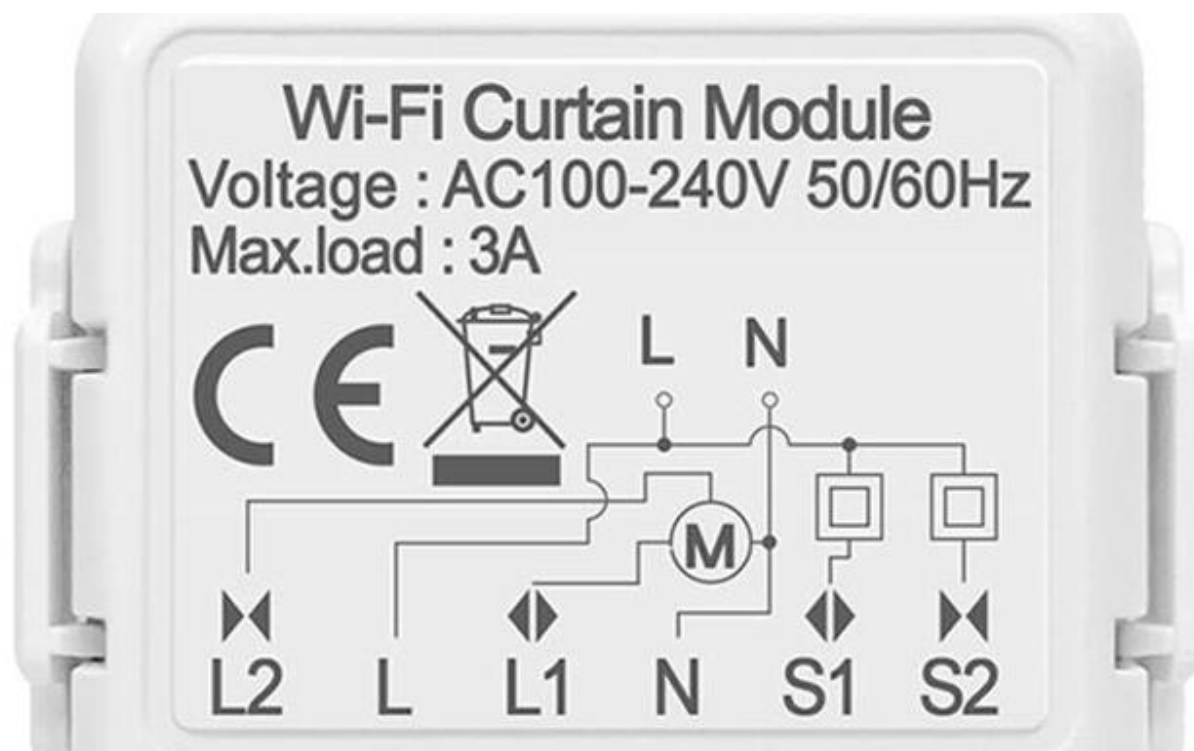 Wi-Fi Curtain Module
Voltage : AC100-240V 50/60Hz
Max.load : 3A
CE
L N
M
L2 L L1 N S1 S2